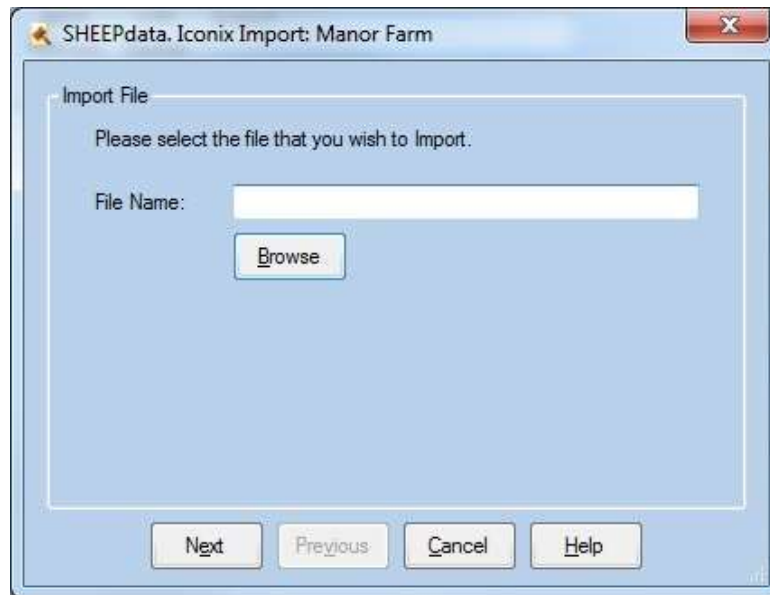 SHEEPdata. Iconix Import: Manor Farm
Import File
Please select the file that you wish to Import.
File Name:
Browse
Next Previous Cancel Help